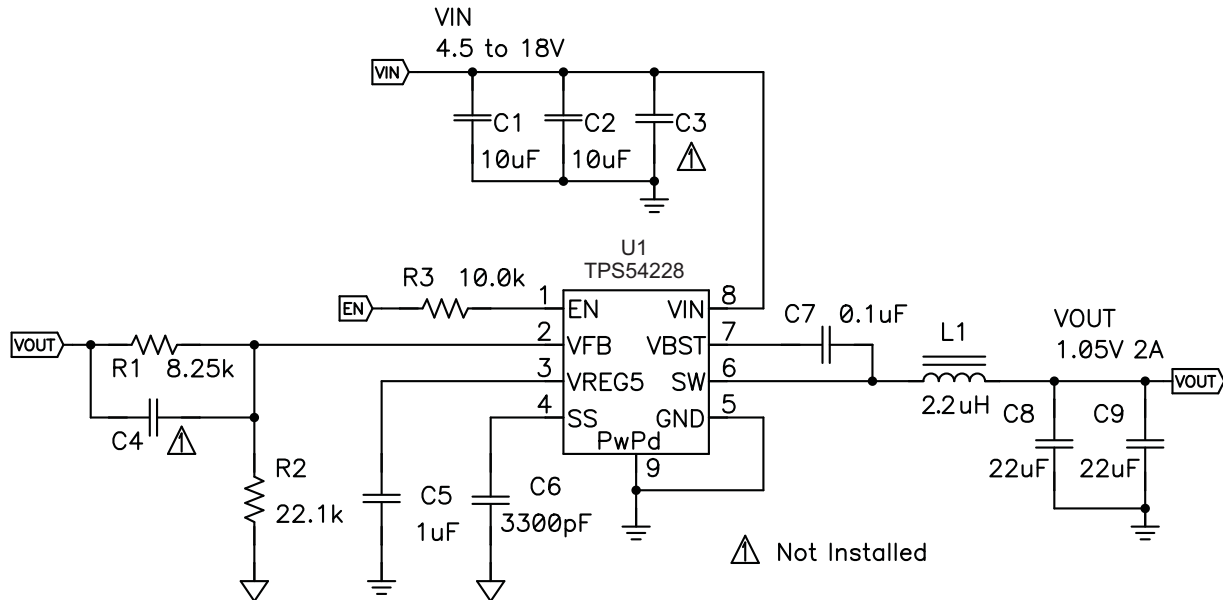 VIN
4.5 to 18V
VIN
C1
C2
C3
10uF
10uF
1
U1
TPS54228
R3 10.0k
EN
1
EN
VIN
8
C7 0.1uF
VOUT
R1 8.25k
2
VFB
VBST
7
L1
VOUT
1.05V 2A
3
VREG5
SW
6
2.2uH
VOUT
4
SS
GND
5
C4
1
PwPd
9
C8
C9
22uF
22uF
R2
22.1k
C5
1uF
C6
3300pF
1 Not Installed